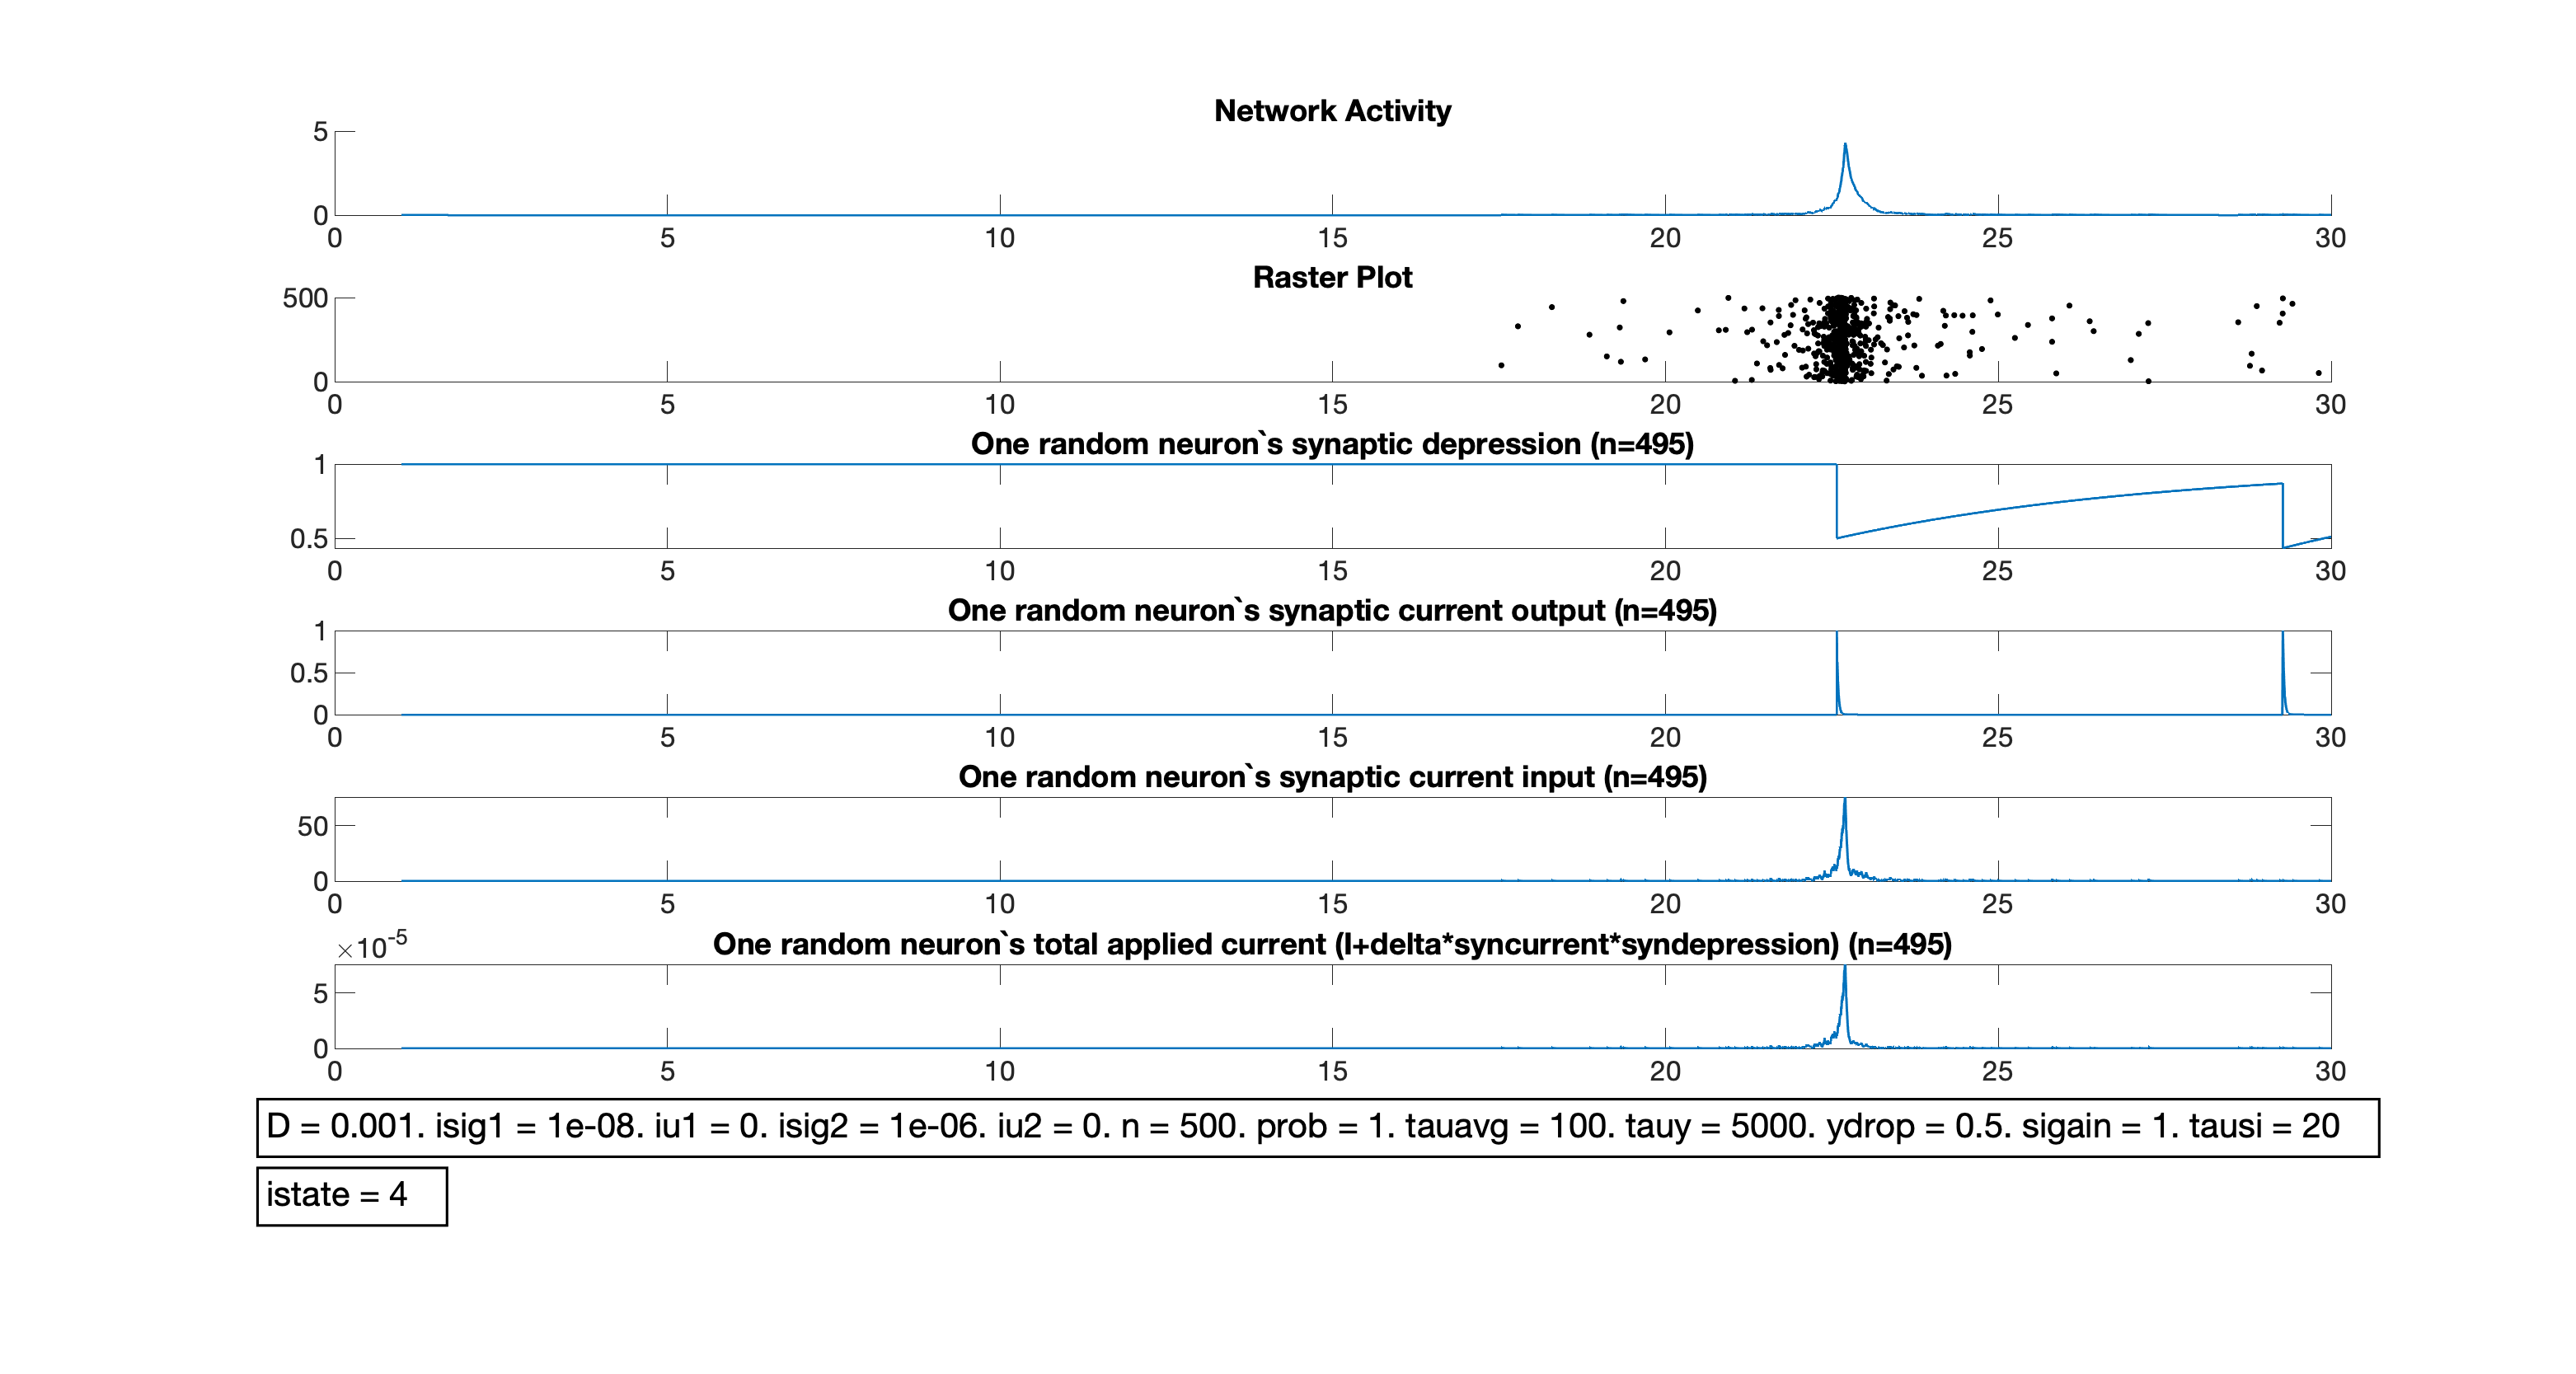 Network Activity
5
0
0 5 10 15 20 25 30
Raster Plot
500
0
0 5 10 15 20 25 30
One random neuron`s synaptic depression (n=495)
1
0.5
0 5 10 15 20 25 30
One random neuron`s synaptic current output (n=495)
1
0.5
0
0 5 10 15 20 25 30
One random neuron`s synaptic current input (n=495)
50
0
0 5 10 15 20 25 30
×10-5
One random neuron`s total applied current (I+delta*syncurrent*syndepression) (n=495)
5
0
0 5 10 15 20 25 30
D = 0.001. isig1 = 1e-08. iu1 = 0. isig2 = 1e-06. iu2 = 0. n = 500. prob = 1. tauavg = 100. tauy = 5000. ydrop = 0.5. sigain = 1. tausi = 20
istate = 4